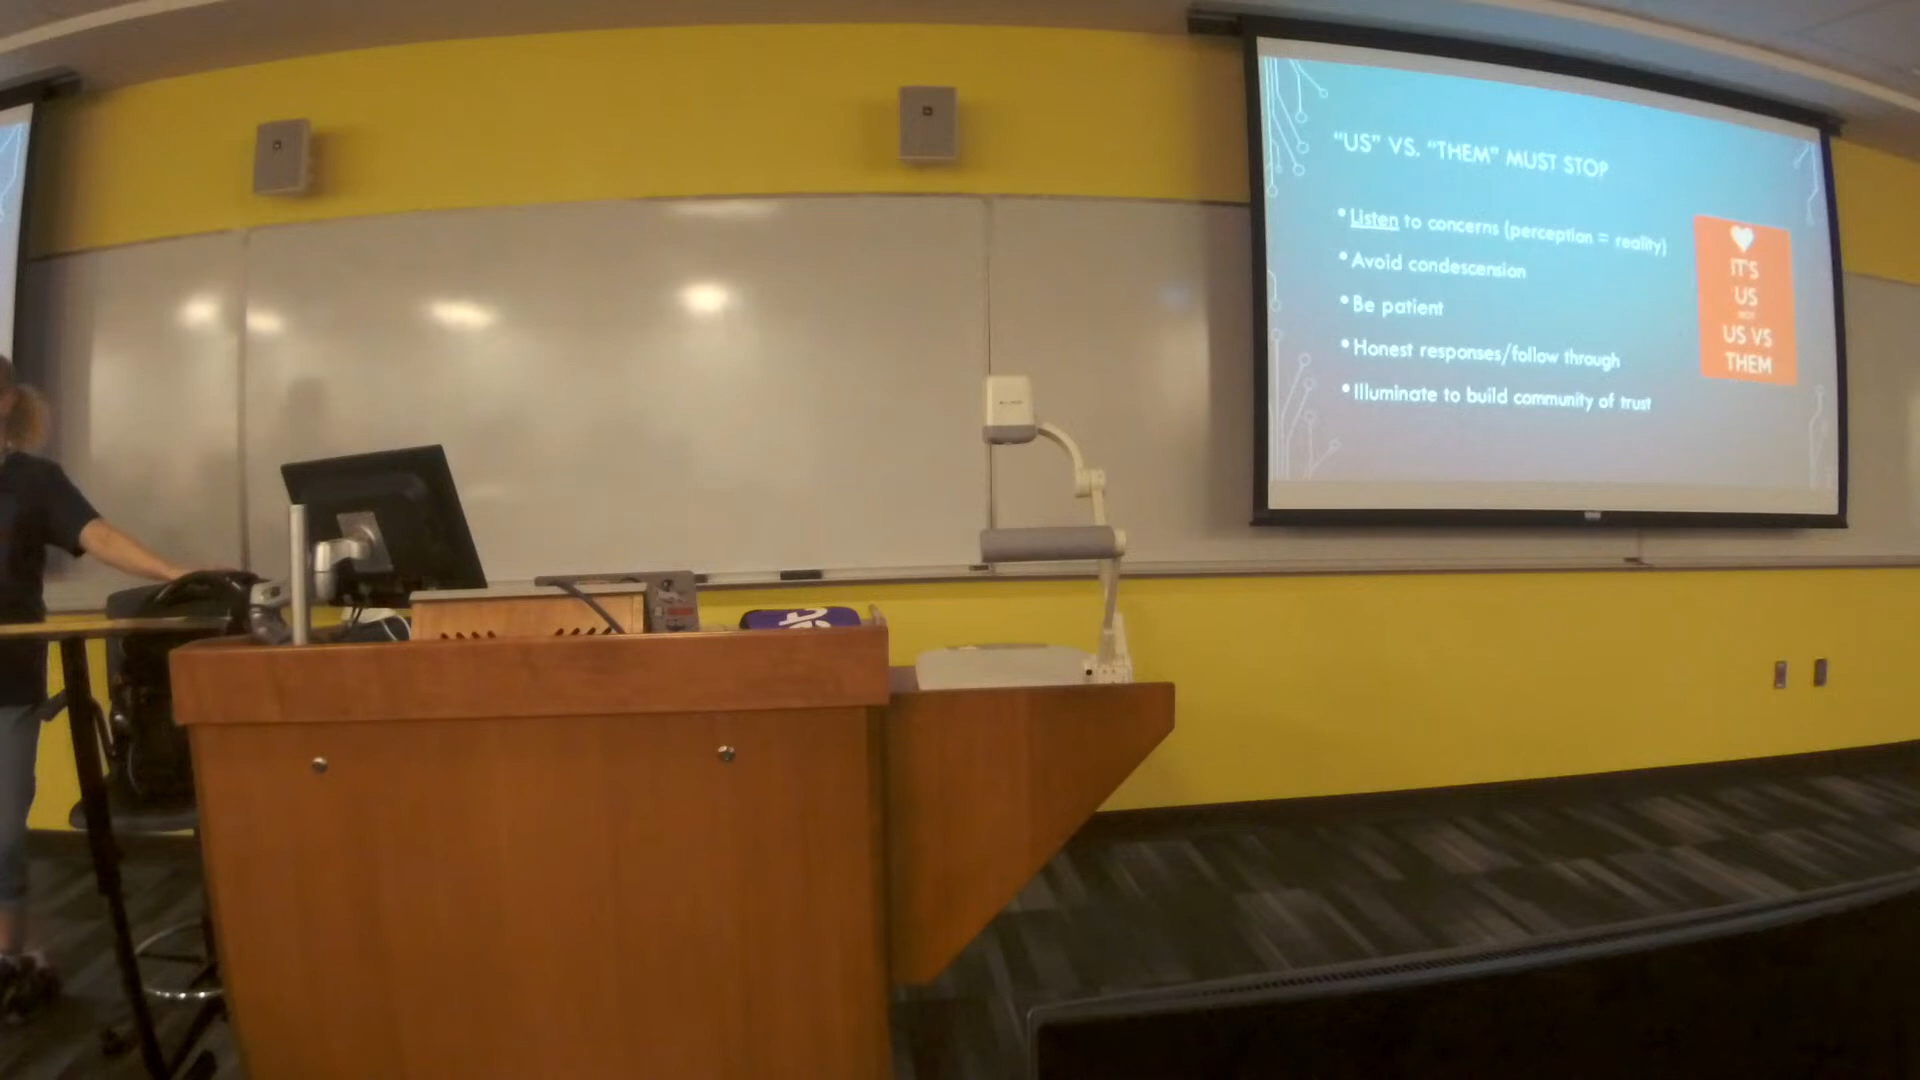 “US” VS. “THEM” MUST STOP
• Listen to concerns (perception = reality)
• Avoid condescension
• Be patient
• Honest responses/follow through
• Illuminate to build community of trust
IT'S
US
NOT
US VS
THEM